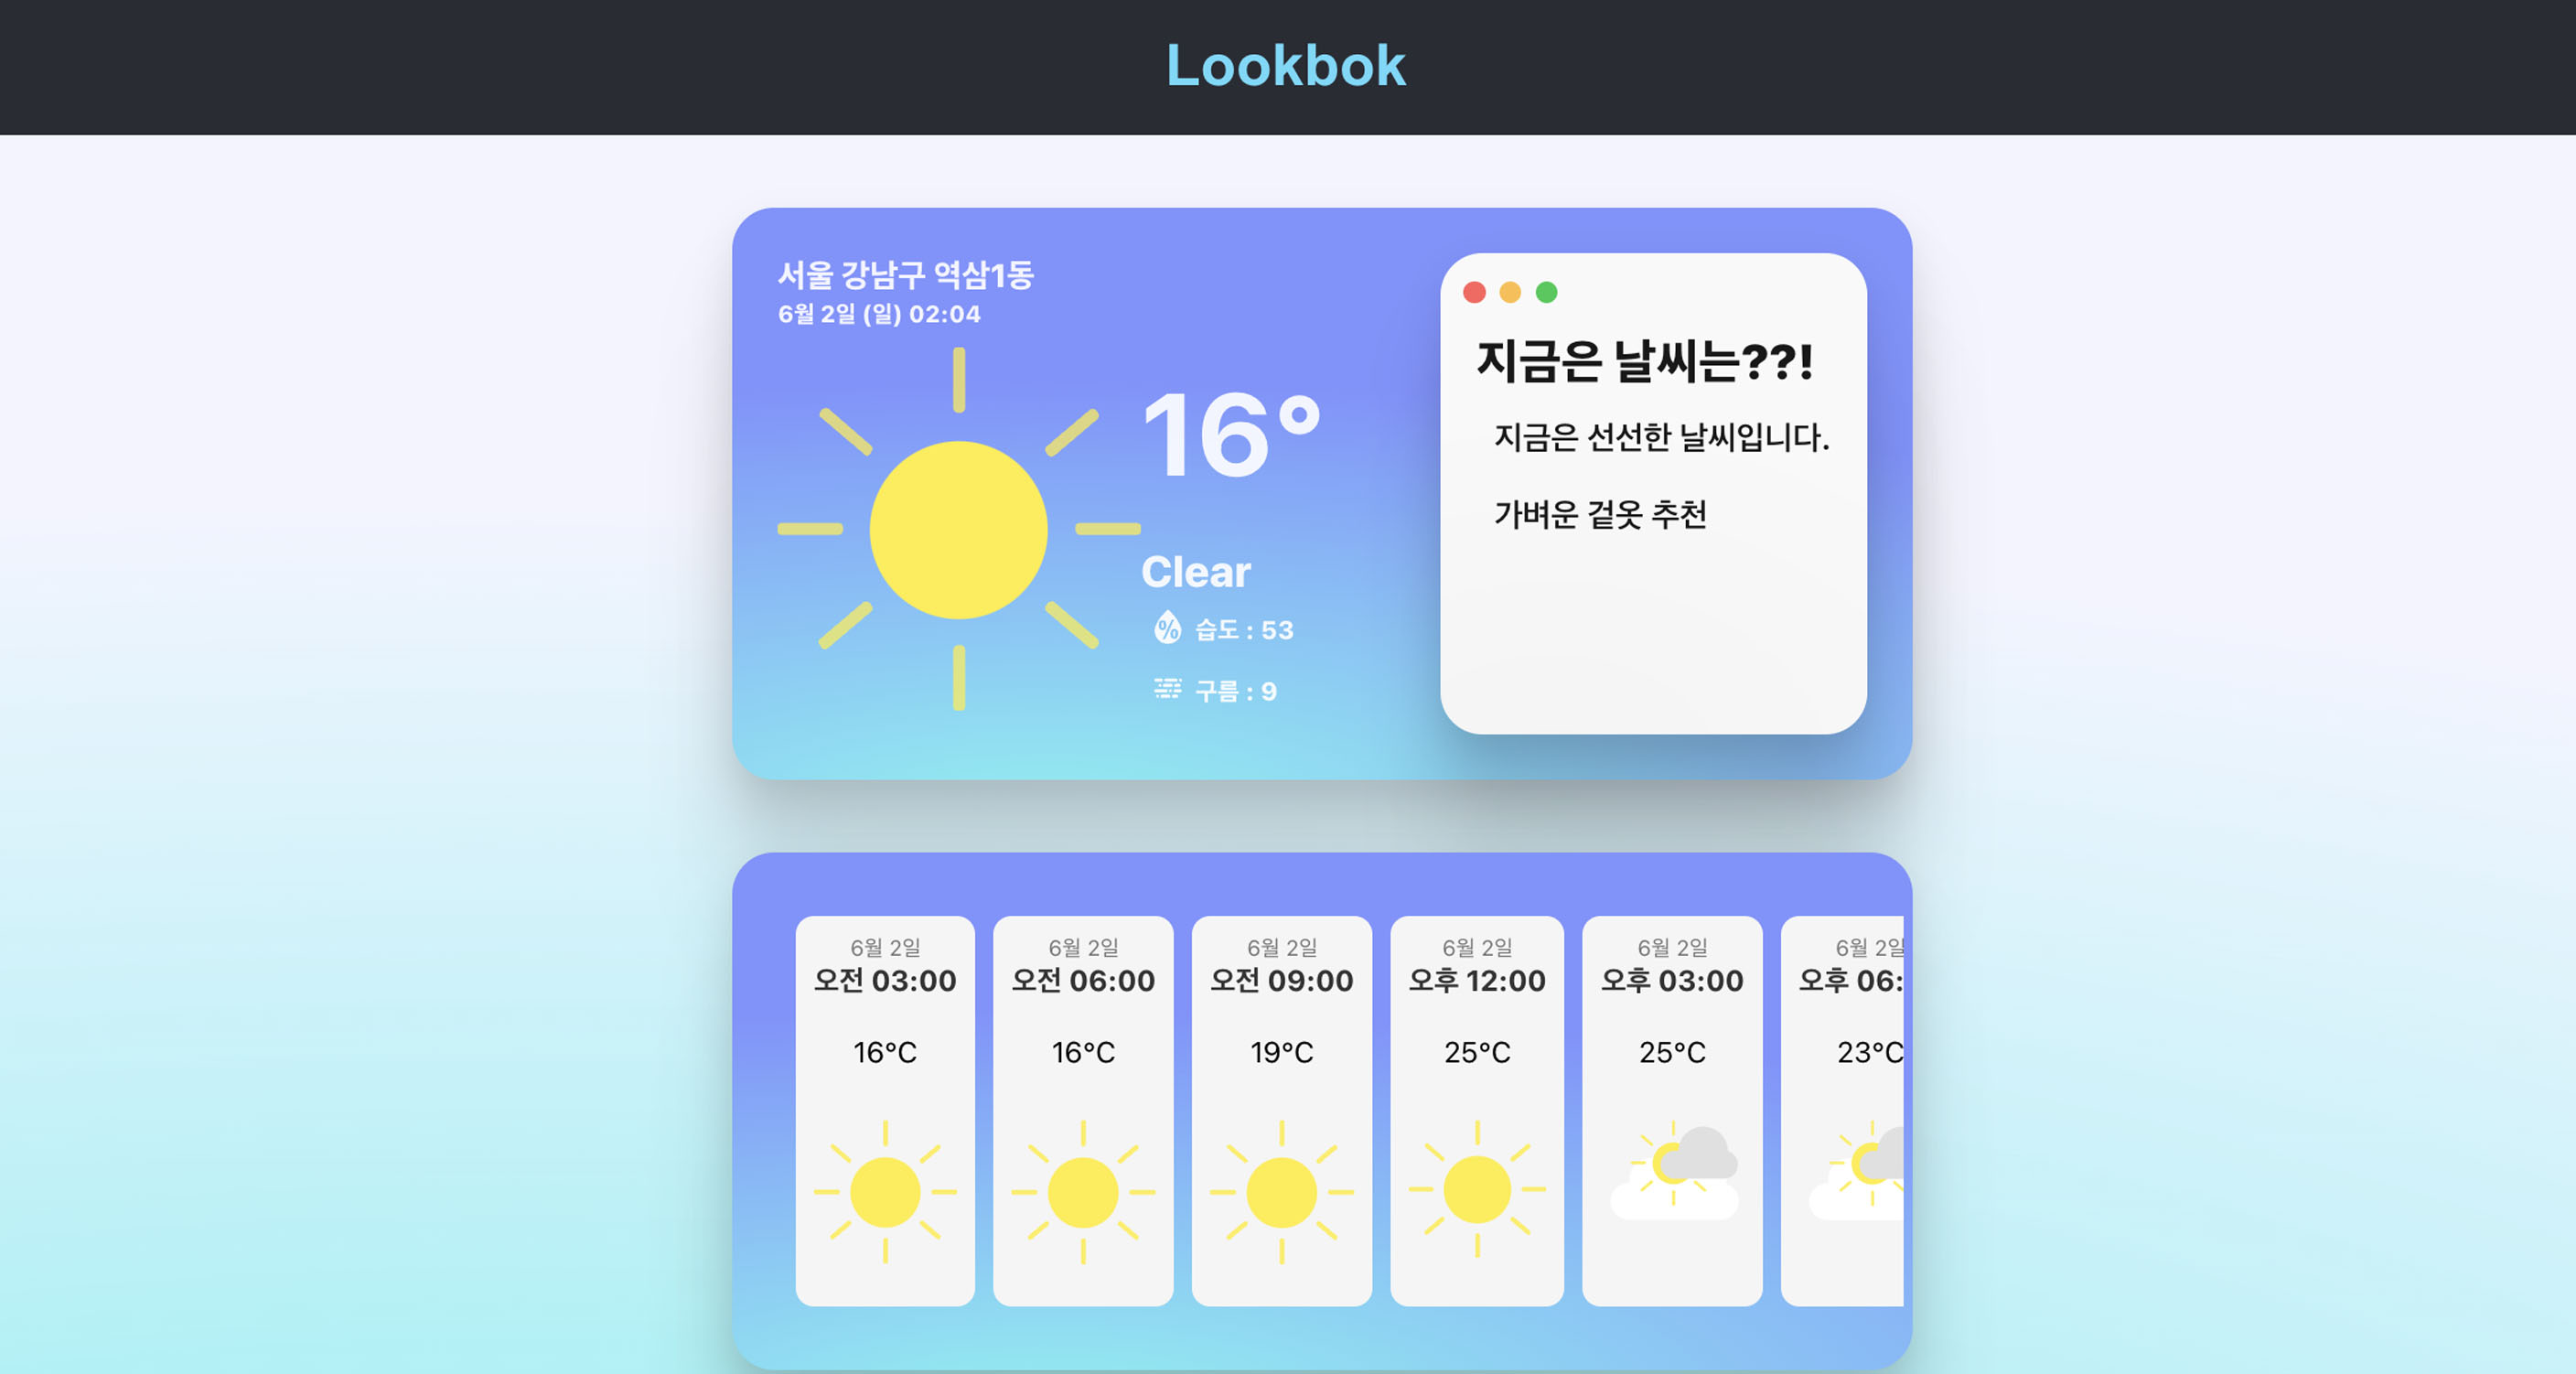 Lookbok
서울 강남구 역삼1동
6월 2일 (일) 02:04
16°
Clear
습도 : 53
구름 : 9
지금은 날씨는??!
지금은 선선한 날씨입니다.
가벼운 겉옷 추천
6월 2일
오전 03:00
16°C
6월 2일
오전 06:00
16°C
6월 2일
오전 09:00
19°C
6월 2일
오후 12:00
25°C
6월 2일
오후 03:00
25°C
6월 2일
오후 06:
23°C